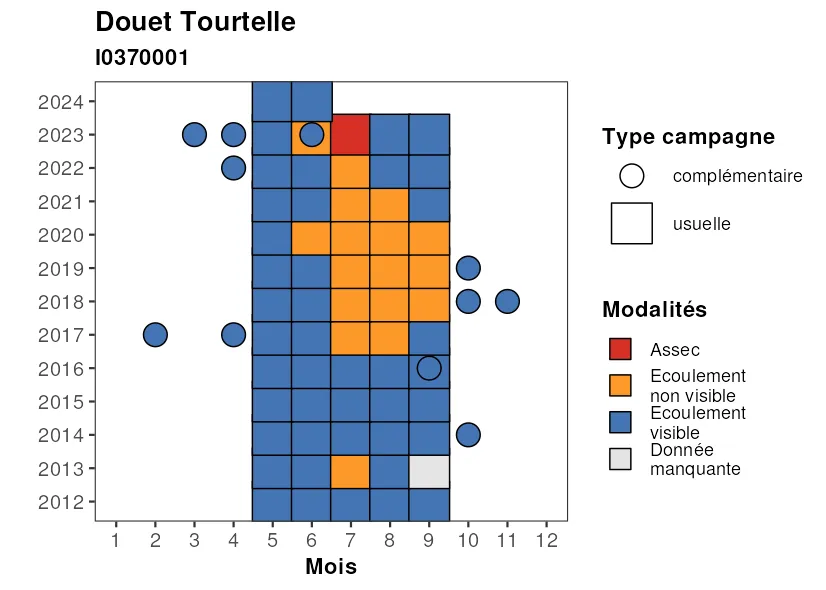 Douet Tourtelle
I0370001
2024
2023
2022
2021
2020
2019
2018
2017
2016
2015
2014
2013
2012
1 2 3 4 5 6 7 8 9 10 11 12
Mois
Type campagne
complémentaire
usuelle
Modalités
Assec
Ecoulement
non visible
Ecoulement
visible
Donnée
manquante